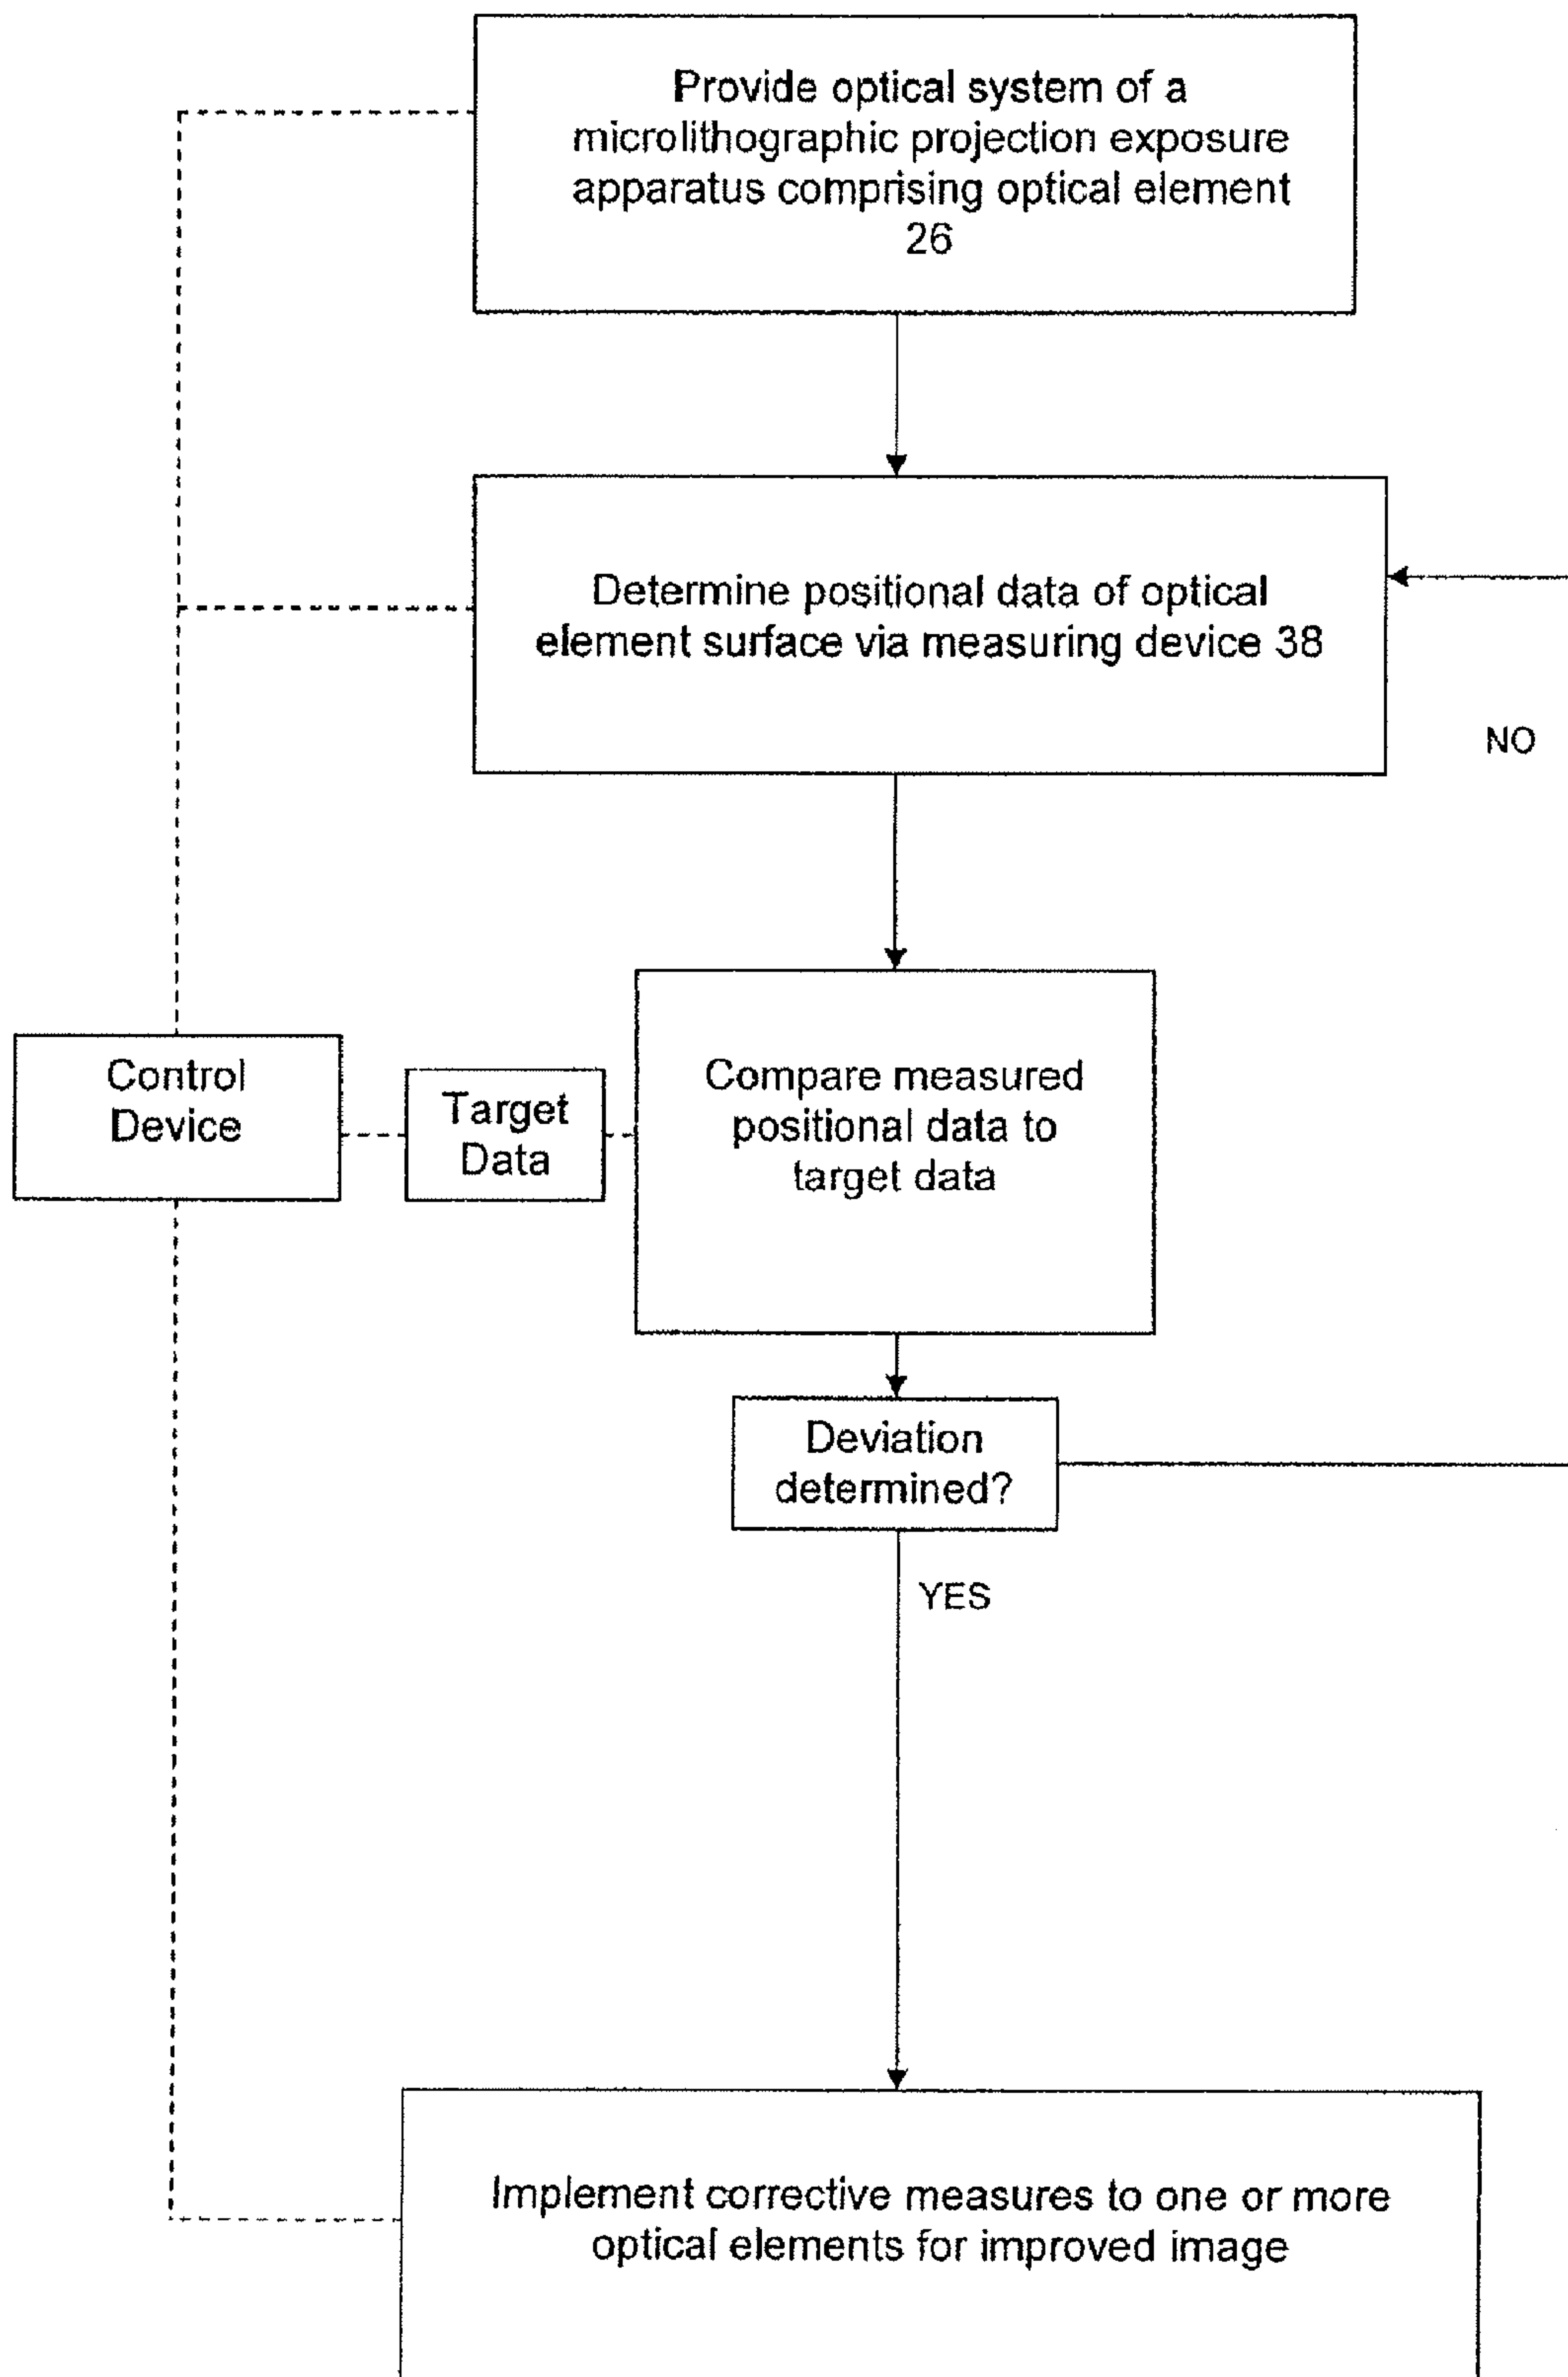 Provide optical system of a
microlithographic projection exposure
apparatus comprising optical element
26
Determine positional data of optical
element surface via measuring device 38
NO
Control
Device
Target
Data
Compare measured
positional data to
target data
Deviation
determined?
YES
Implement corrective measures to one or more
optical elements for improved image